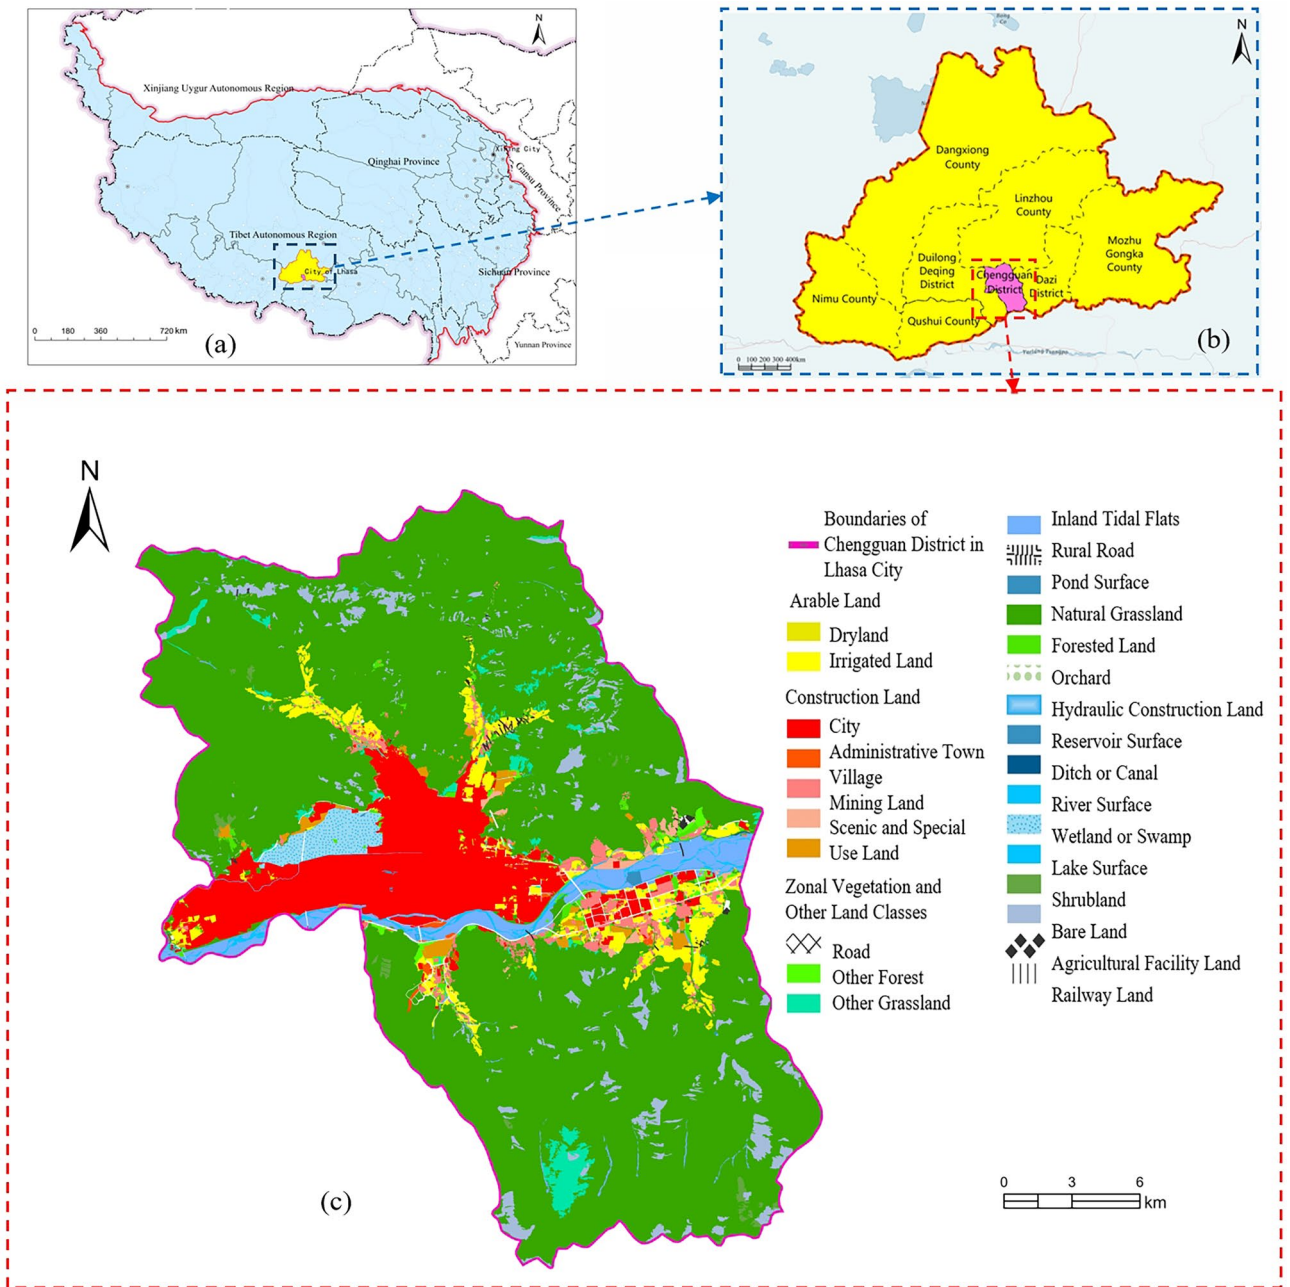 N
Xinjiang Uygur Autonomous Region
Qinghai Province
Xining City
Gansu Province
Tibet Autonomous Region
City of Lhasa
Sichuan Province
Yunnan Province
0 180 360 720 km
(a)
N
Dangxiong
County
Linzhou
County
Mozhu
Gongka
County
Duilong
Deqing
District
Chengguan
District
Dazi
District
Nimu County
Qushui County
0 100 200 300 400km
(b)
N
Boundaries of
Chengguan District in
Lhasa City
Arable Land
Dryland
Irrigated Land
Construction Land
City
Administrative Town
Village
Mining Land
Scenic and Special
Use Land
Zonal Vegetation and
Other Land Classes
Road
Other Forest
Other Grassland
Inland Tidal Flats
Rural Road
Pond Surface
Natural Grassland
Forested Land
Orchard
Hydraulic Construction Land
Reservoir Surface
Ditch or Canal
River Surface
Wetland or Swamp
Lake Surface
Shrubland
Bare Land
Agricultural Facility Land
Railway Land
0 3 6
km
(c)